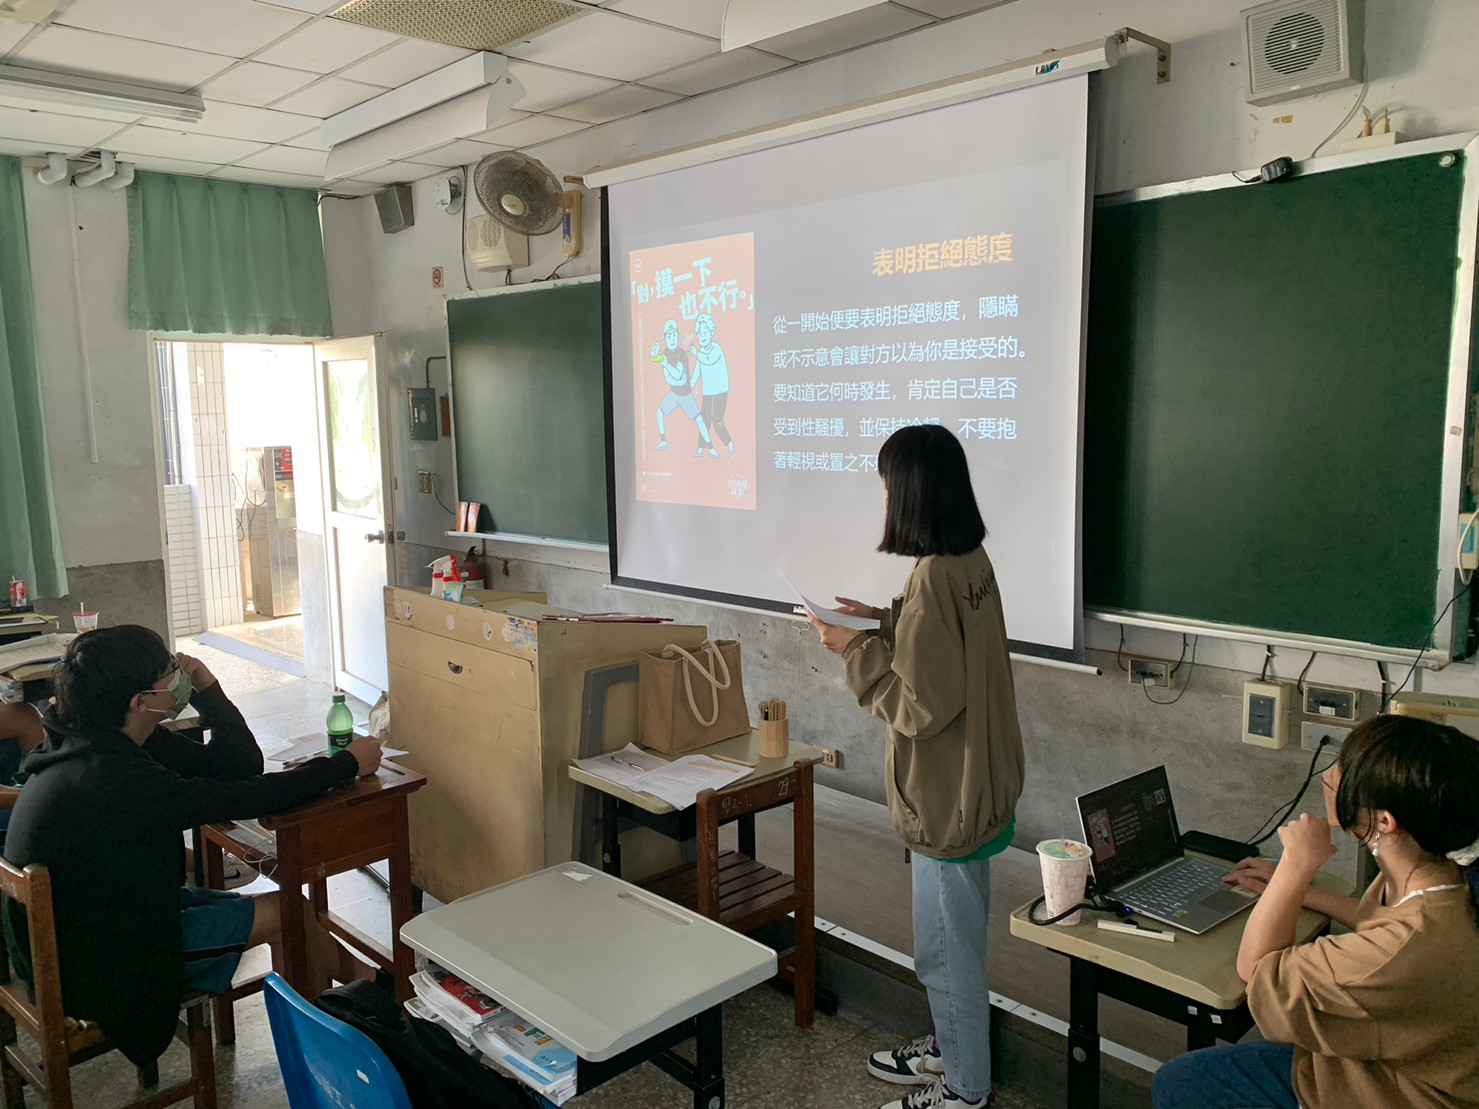 「對,摸一下
也不行。」
表明拒絕態度
從一開始便要表明拒絕態度，隱瞞
或不示意會讓對方以為你是接受的。
要知道它何時發生，肯定自己是否
受到性騷擾，並保持冷靜，不要抱
著輕視或置之不
29